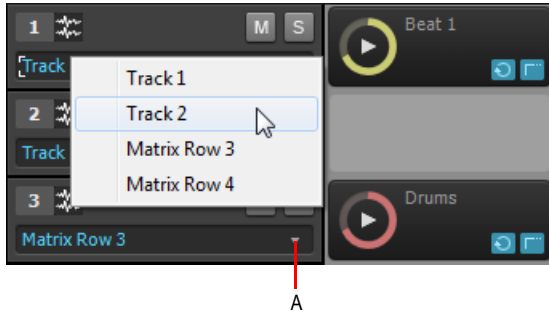 1 M S
Beat 1
Track
Track 1
2
Track 2
Track
Matrix Row 3
Matrix Row 4
3
Drums
Matrix Row 3
A